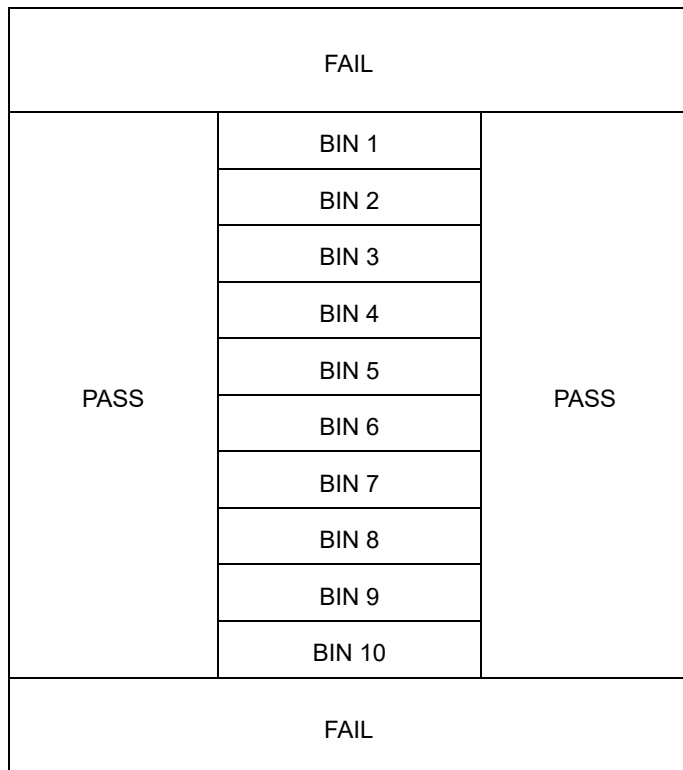 FAIL
BIN 1
BIN 2
BIN 3
BIN 4
BIN 5
PASS
PASS
BIN 6
BIN 7
BIN 8
BIN 9
BIN 10
FAIL